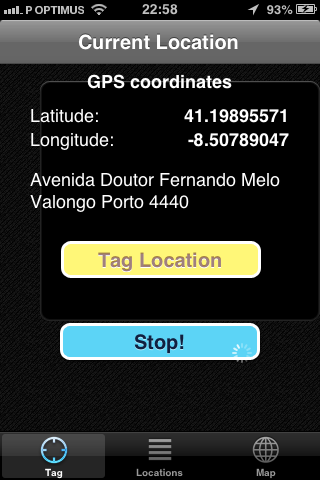 P OPTIMUS 22:58 93%
Current Location
GPS coordinates
Latitude: 41.19895571
Longitude: -8.50789047
Avenida Doutor Fernando Melo
Valongo Porto 4440
Tag Location
Stop!
Tag Locations Map